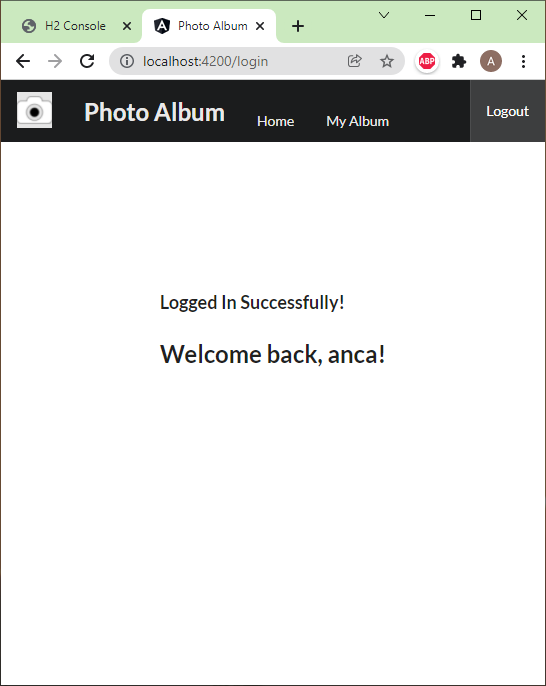 H2 Console
Photo Album
localhost:4200/login
ABP
A
Photo Album
Home
My Album
Logout
Logged In Successfully!
Welcome back, anca!